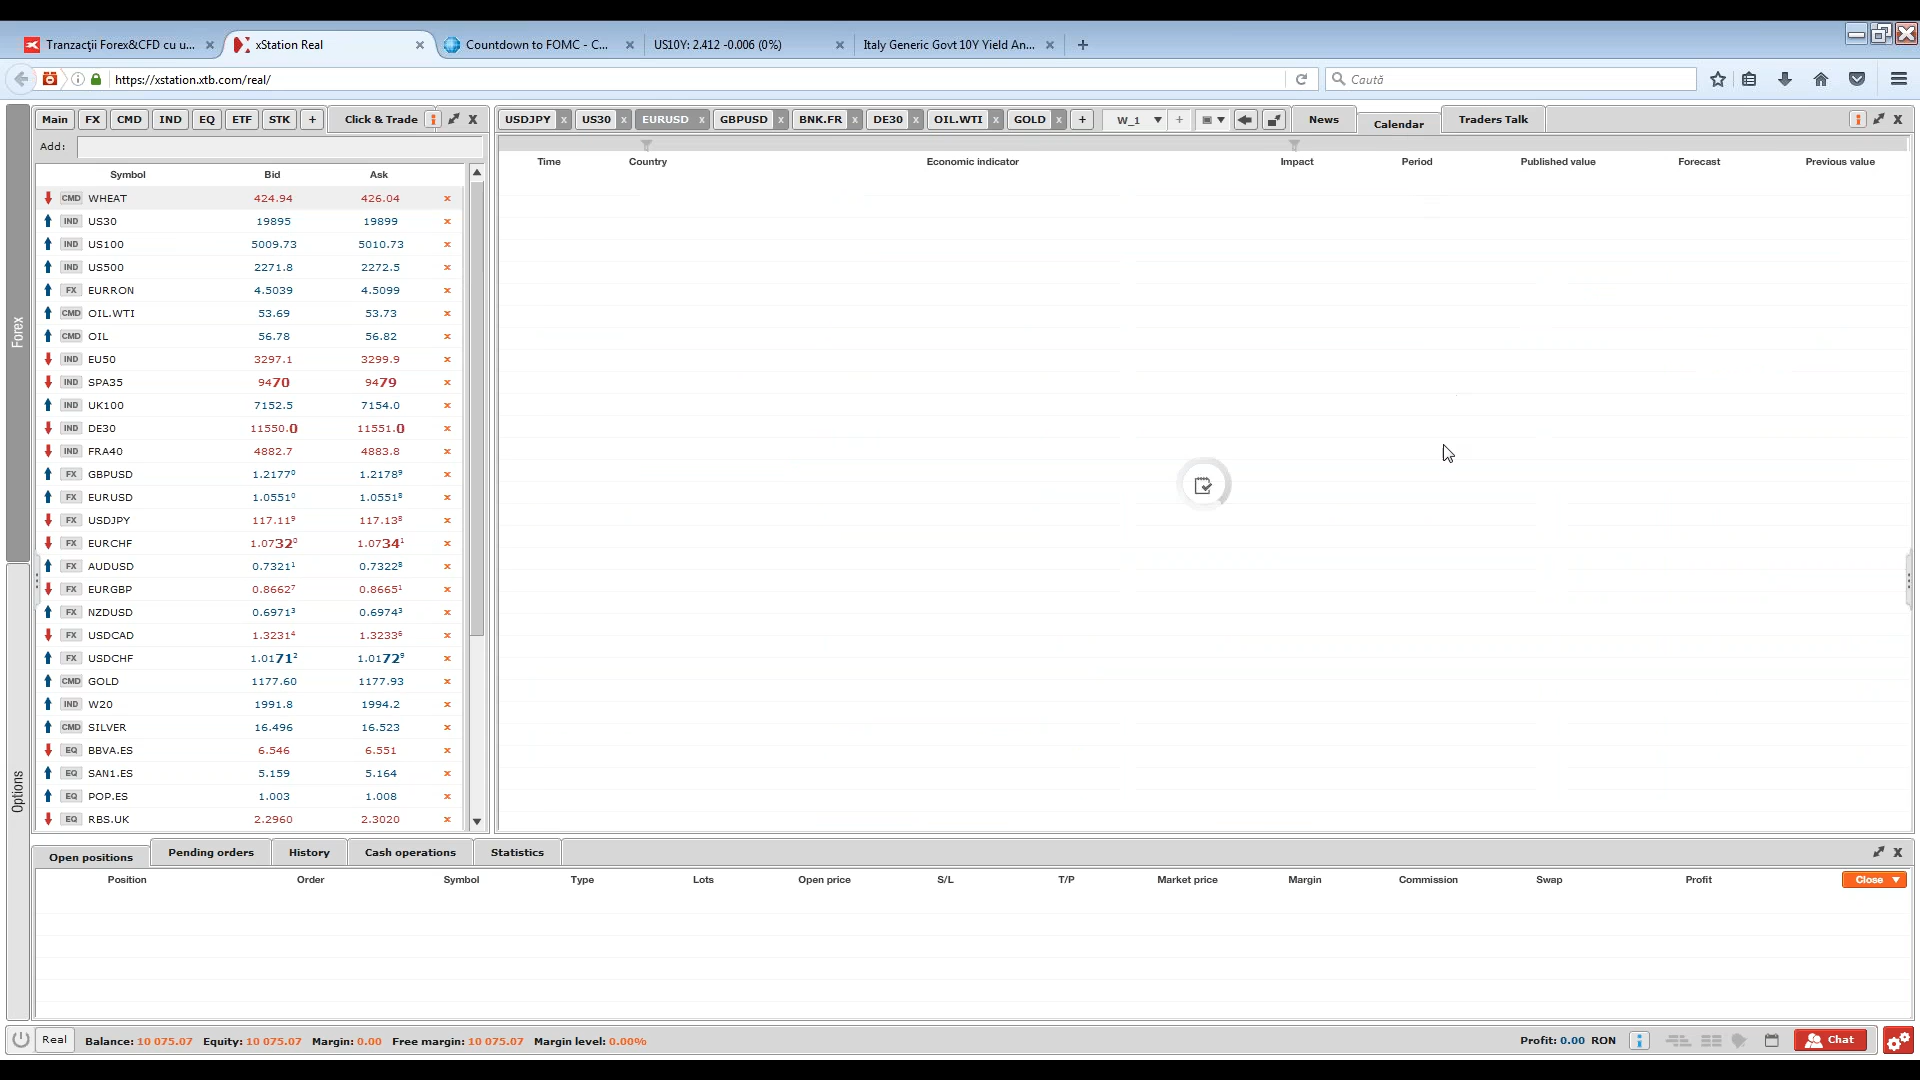 Tranzacţii Forex&CFD cu u... xStation Real Countdown to FOMC - C... US10Y: 2.412 -0.006 (0%) Italy Generic Govt 10Y Yield An...
https://xstation.xtb.com/real/ Caută
Main FX CMD IND EQ ETF STK + Click & Trade USDJPY x US30 x EURUSD x GBPUSD x BNK.FR x DE30 x OIL.WTI x GOLD x + W_1 + News Calendar Traders Talk
Add:
Time Country Economic indicator Impact Period Published value Forecast Previous value
Symbol Bid Ask
CMD WHEAT 424.94 426.04 x
IND US30 19895 19899 x
IND US100 5009.73 5010.73 x
IND US500 2271.8 2272.5 x
FX EURRON 4.5039 4.5099 x
CMD OIL.WTI 53.69 53.73 x
CMD OIL 56.78 56.82 x
IND EU50 3297.1 3299.9 x
IND SPA35 9470 9479 x
IND UK100 7152.5 7154.0 x
IND DE30 11550.0 11551.0 x
IND FRA40 4882.7 4883.8 x
FX GBPUSD 1.2177⁰ 1.2178⁹ x
FX EURUSD 1.0551⁰ 1.0551⁸ x
FX USDJPY 117.11⁹ 117.13⁸ x
FX EURCHF 1.0732⁰ 1.0734¹ x
FX AUDUSD 0.7321¹ 0.7322⁸ x
FX EURGBP 0.8662⁷ 0.8665¹ x
FX NZDUSD 0.6971³ 0.6974³ x
FX USDCAD 1.3231⁴ 1.3233⁶ x
FX USDCHF 1.0171² 1.0172⁹ x
CMD GOLD 1177.60 1177.93 x
IND W20 1991.8 1994.2 x
CMD SILVER 16.496 16.523 x
EQ BBVA.ES 6.546 6.551 x
EQ SAN1.ES 5.159 5.164 x
EQ POP.ES 1.003 1.008 x
EQ RBS.UK 2.2960 2.3020 x
Forex
Options
Open positions Pending orders History Cash operations Statistics
Position Order Symbol Type Lots Open price S/L T/P Market price Margin Commission Swap Profit Close
Real Balance: 10 075.07 Equity: 10 075.07 Margin: 0.00 Free margin: 10 075.07 Margin level: 0.00% Profit: 0.00 RON Chat